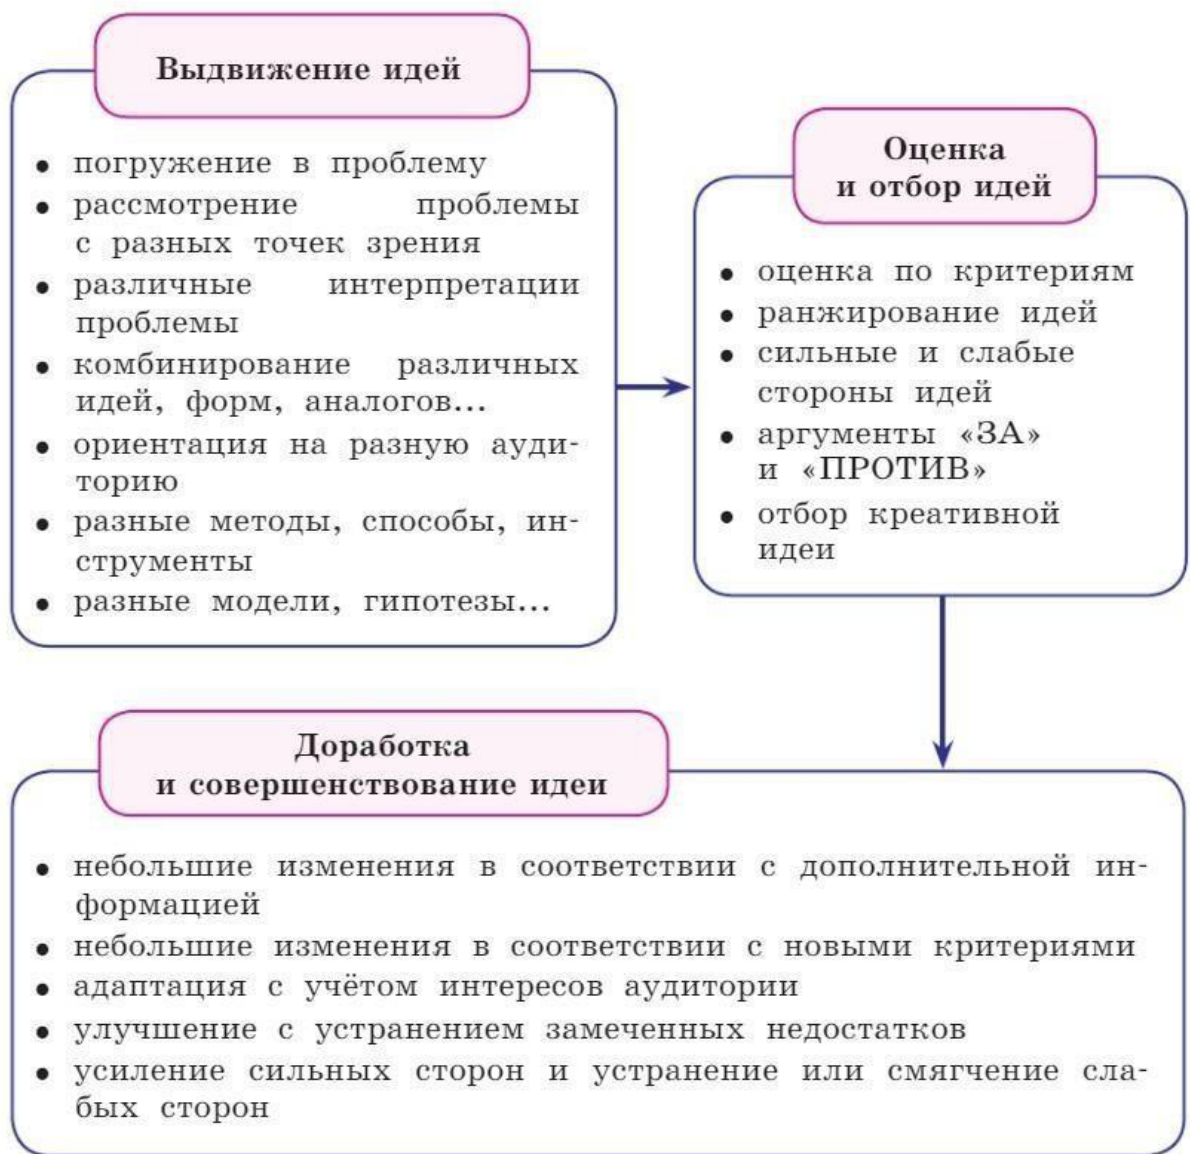 Выдвижение идей
• погружение в проблему
• рассмотрение проблемы
с разных точек зрения
• различные интерпретации
проблемы
• комбинирование различных
идей, форм, аналогов...
• ориентация на разную ауди-
торию
• разные методы, способы, ин-
струменты
• разные модели, гипотезы...
Оценка
и отбор идей
• оценка по критериям
• ранжирование идей
• сильные и слабые
стороны идей
• аргументы «ЗА»
и «ПРОТИВ»
• отбор креативной
идеи
Доработка
и совершенствование идеи
• небольшие изменения в соответствии с дополнительной ин-
формацией
• небольшие изменения в соответствии с новыми критериями
• адаптация с учётом интересов аудитории
• улучшение с устранением замеченных недостатков
• усиление сильных сторон и устранение или смягчение сла-
бых сторон